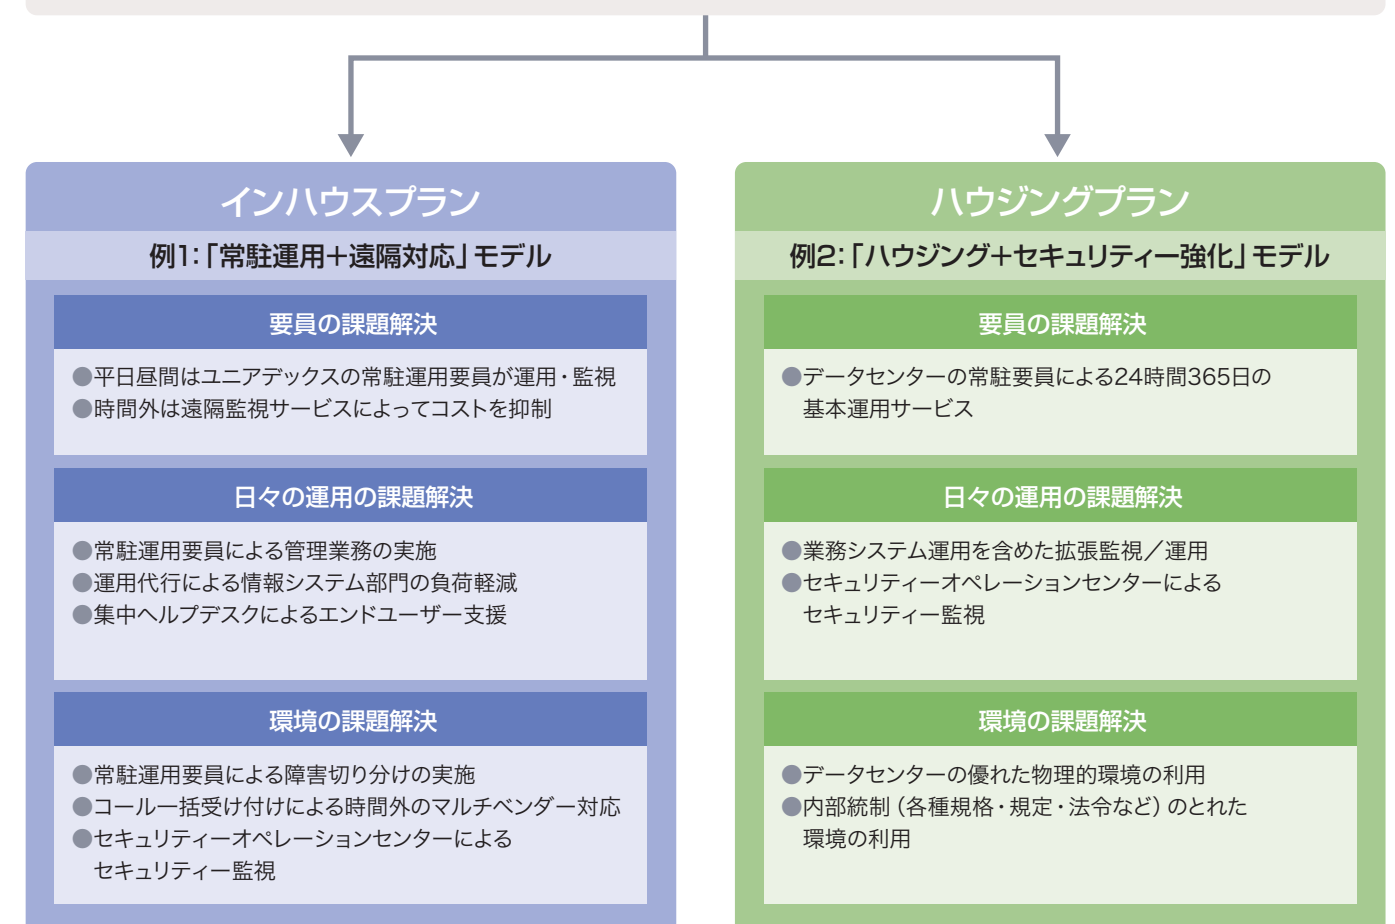 インハウスプラン
例1：「常駐運用＋遠隔対応」モデル
要員の課題解決
●平日昼間はユニアデックスの常駐運用要員が運用・監視
●時間外は遠隔監視サービスによってコストを抑制
日々の運用の課題解決
●常駐運用要員による管理業務の実施
●運用代行による情報システム部門の負荷軽減
●集中ヘルプデスクによるエンドユーザー支援
環境の課題解決
●常駐運用要員による障害切り分けの実施
●コール一括受け付けによる時間外のマルチベンダー対応
●セキュリティーオペレーションセンターによる
セキュリティー監視
ハウジングプラン
例2：「ハウジング＋セキュリティー強化」モデル
要員の課題解決
●データセンターの常駐要員による24時間365日の
基本運用サービス
日々の運用の課題解決
●業務システム運用を含めた拡張監視／運用
●セキュリティーオペレーションセンターによる
セキュリティー監視
環境の課題解決
●データセンターの優れた物理的環境の利用
●内部統制（各種規格・規定・法令など）のとれた
環境の利用